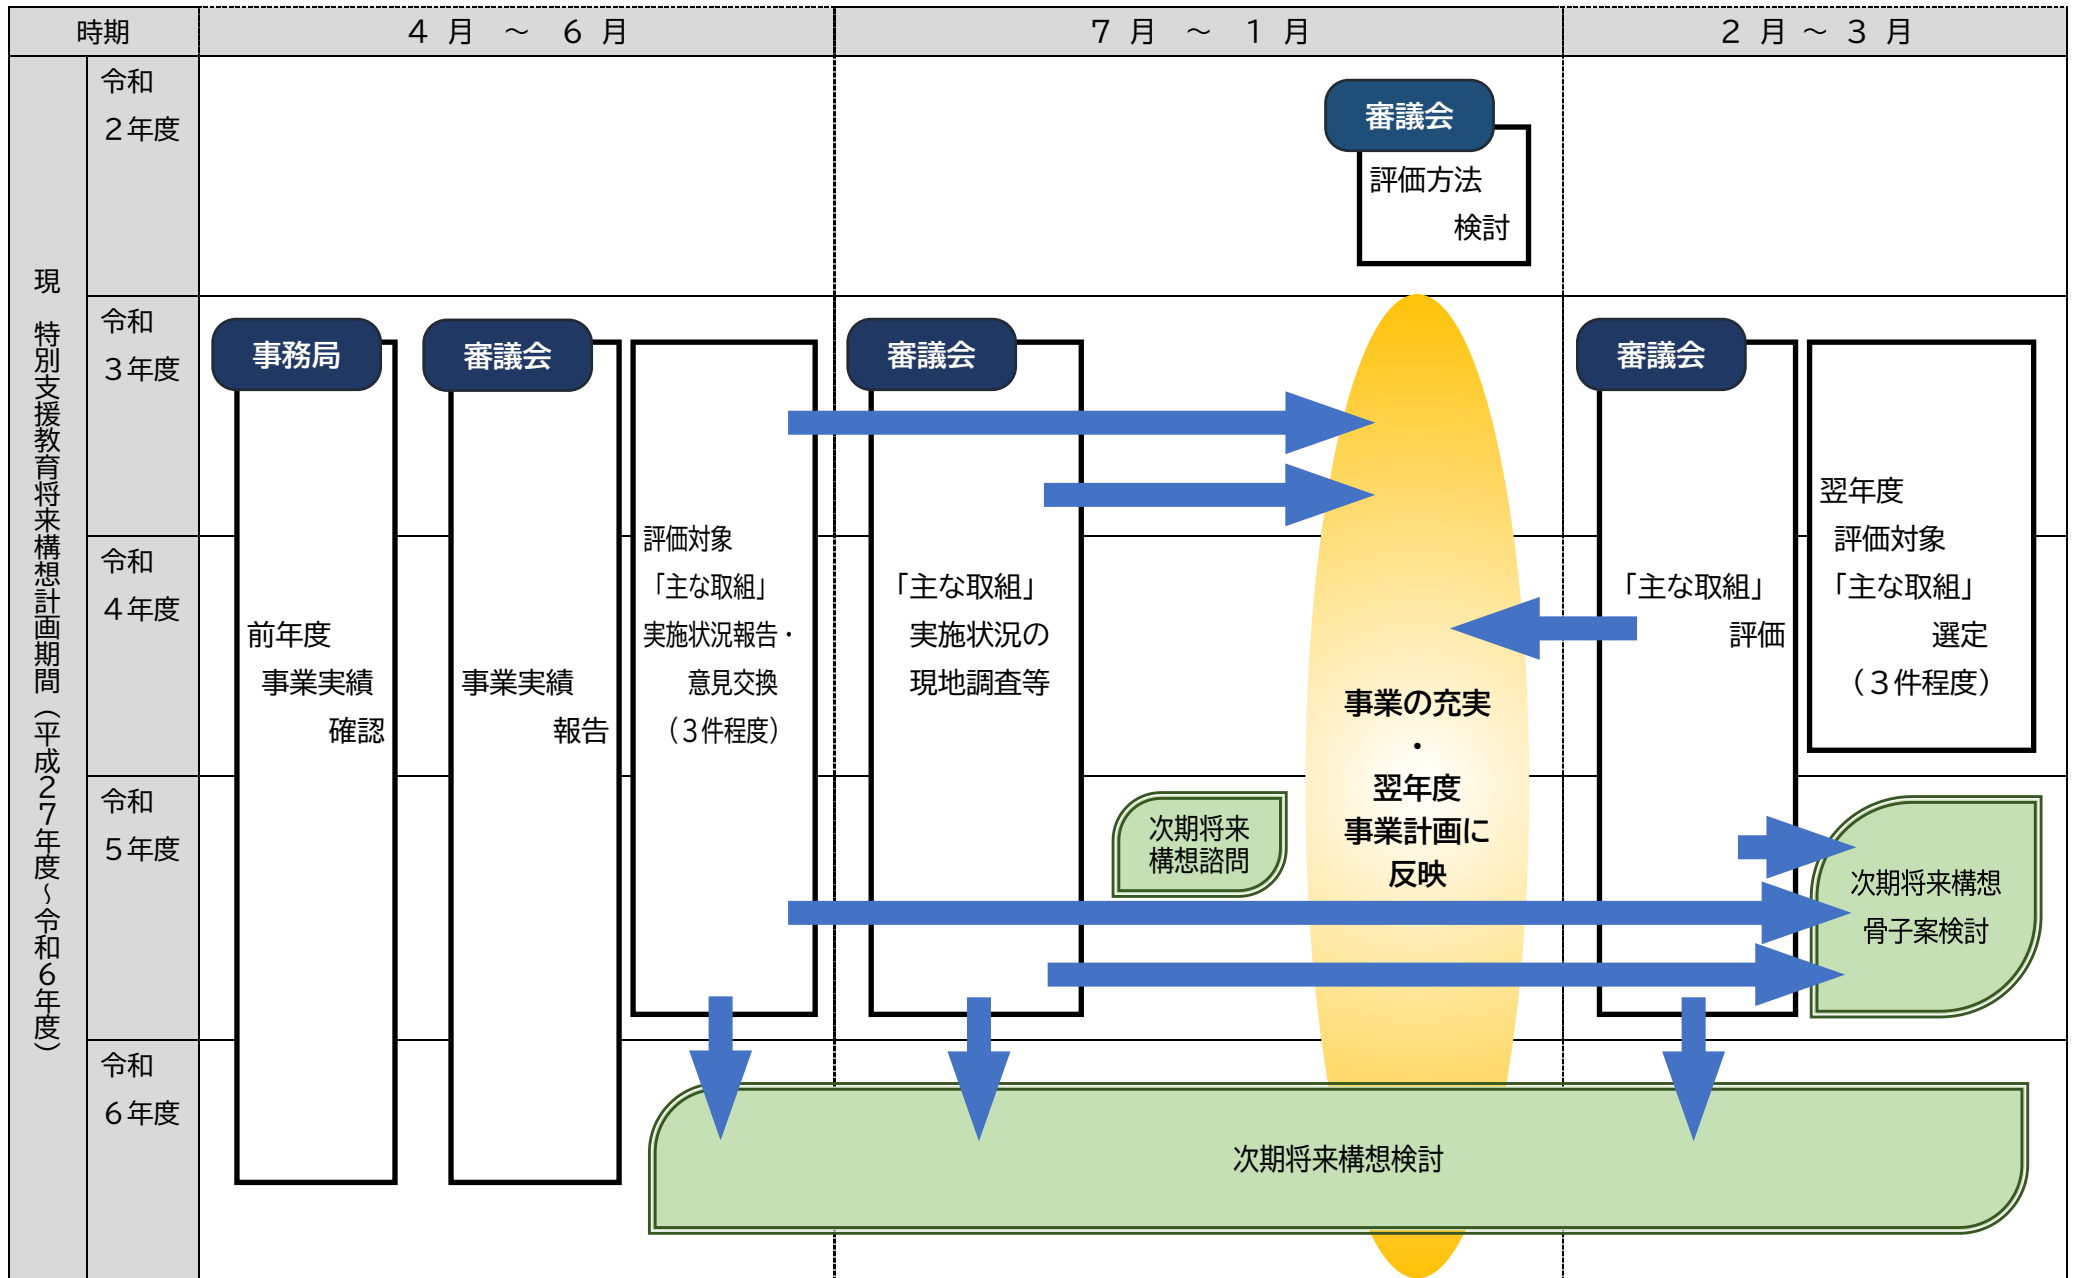 時期
４ 月 ～ ６ 月
７ 月 ～ １ 月
２ 月 ～ ３ 月
現 特別支援教育将来構想計画期間（平成２７年度～令和６年度）
令和
２年度
審議会
評価方法
検討
令和
３年度
事務局
前年度
事業実績
確認
審議会
事業実績
報告
評価対象
「主な取組」
実施状況報告・
意見交換
（３件程度）
審議会
「主な取組」
実施状況の
現地調査等
事業の充実
・
翌年度
事業計画に
反映
審議会
「主な取組」
評価
翌年度
評価対象
「主な取組」
選定
（３件程度）
令和
４年度
令和
５年度
次期将来
構想諮問
次期将来構想
骨子案検討
令和
６年度
次期将来構想検討